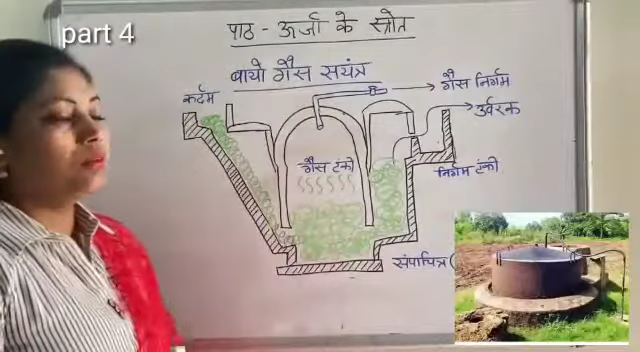 part 4
पाठ - ऊर्जा के स्रोत
बायो गैस सयंत्र
कर्दम
गैस निर्गम
उर्वरक
गैस टंकी
निर्गम टंकी
संपाचित्र (